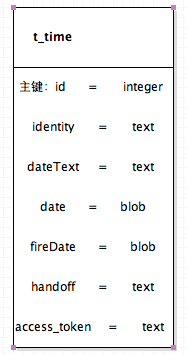 t_time
主键：id = integer
identity = text
dateText = text
date = blob
fireDate = blob
handoff = text
access_token = text